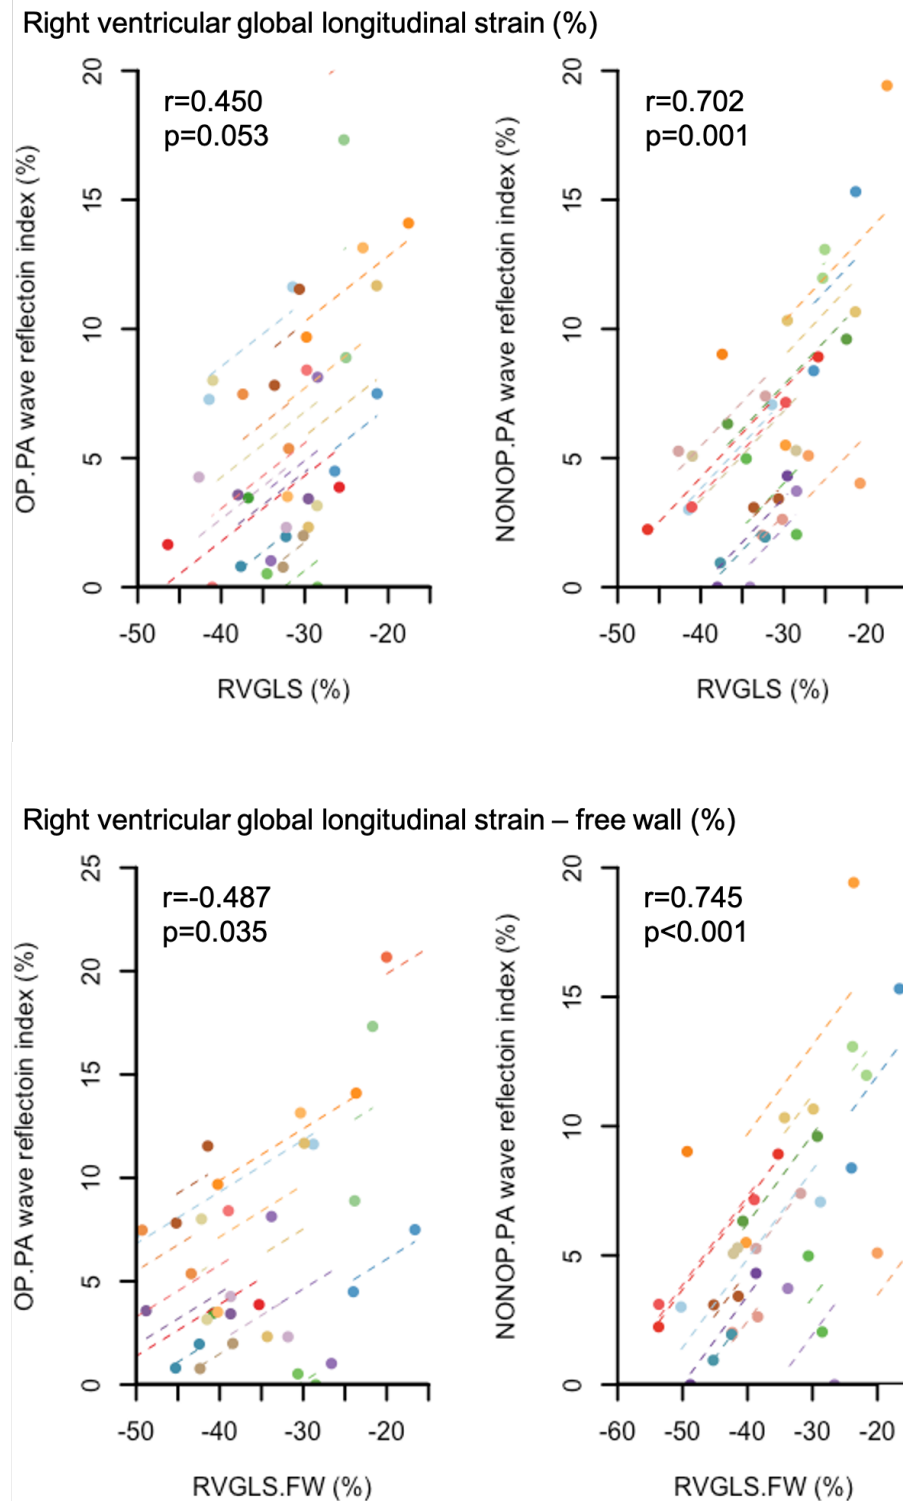 Right ventricular global longitudinal strain (%)
OP.PA wave reflectoin index (%)
20
15
10
5
0
r=0.450
p=0.053
-50 -40 -30 -20
RVGLS (%)
NONOP.PA wave reflectoin index (%)
20
15
10
5
0
r=0.702
p=0.001
-50 -40 -30 -20
RVGLS (%)
Right ventricular global longitudinal strain – free wall (%)
OP.PA wave reflectoin index (%)
25
20
15
10
5
0
r=-0.487
p=0.035
-50 -40 -30 -20
RVGLS.FW (%)
NONOP.PA wave reflectoin index (%)
20
15
10
5
0
r=0.745
p<0.001
-60 -50 -40 -30 -20
RVGLS.FW (%)